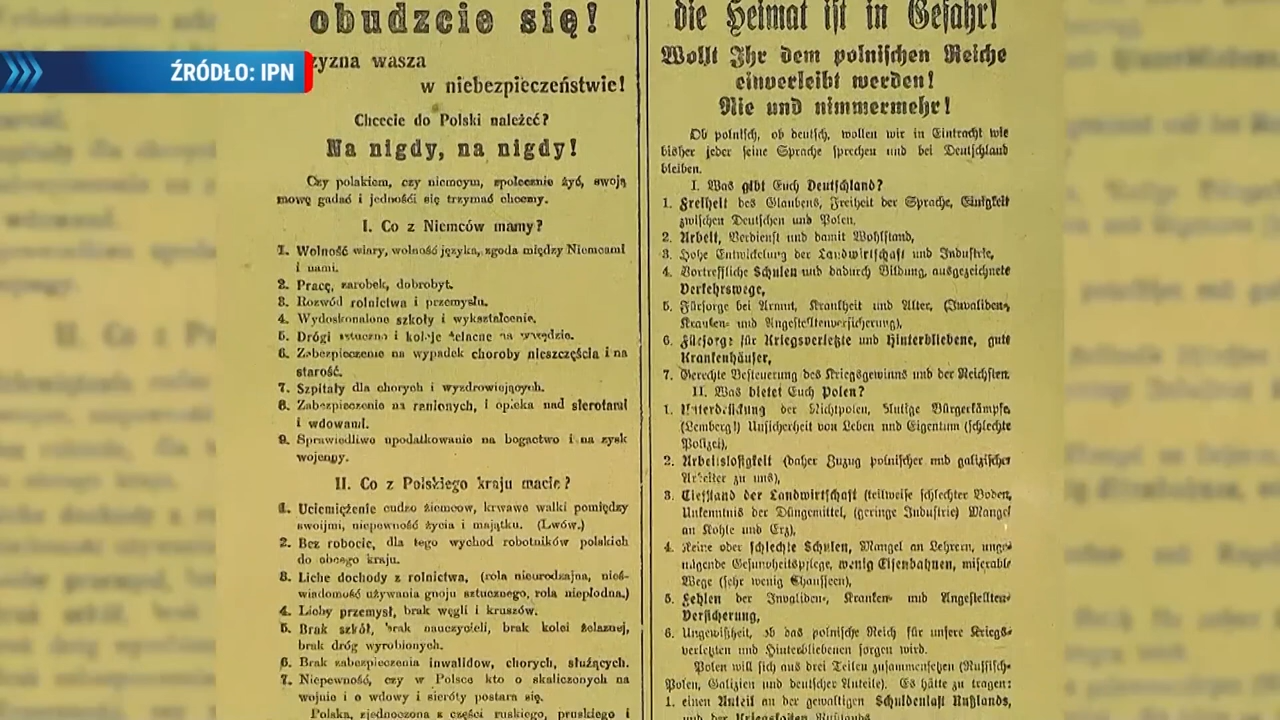 ŹRÓDŁO: IPN
obudzcie się!
zyzna wasza
w niebezpieczeństwie!
Chcecie do Polski należeć?
Na nigdy, na nigdy!
Czy polakiem, czy niemcym, społecznie żyć, swoją
mowę gadać i jedności się trzymać chcemy.
I. Co z Niemców mamy?
1. Wolność wiary, wolność języka, zgoda między Niemcami
i nami.
2. Pracę, zarobek, dobrobyt.
3. Rozwód rolnictwa i przemysłu.
4. Wydoskonalone szkoły i wykształcenie.
5. Drógi sztuczno i koleje żelazne na wszędzie.
6. Zabezpieczenie na wypadek choroby nieszczęścia i na
starość.
7. Szpitały dla chorych i wyzdrowiejących.
8. Zabezpieczenie na ranionych, i opieka nad sierotami
i wdowami.
9. Sprawiedliwo upodatkowanie na bogactwo i na zysk
wojenny.
II. Co z Polskiego kraju macie?
1. Uciemiężenie cudzo ziemcow, krwawe walki pomiędzy
swoijmi, niepowność życia i majątku. (Lwów.)
2. Bez robocie, dla tego wychod robotników polskich
do obcego kraju.
3. Liche dochody z rolnictwa, (rola nieurodzajna, nieś-
wiadomość używania gnoju sztucznego, rola niepłodna.)
4. Lichy przemysł, brak węgli i kruszów.
5. Brak szkół, brak nauczycieli, brak kolei żelaznej,
brak dróg wyrobionych.
6. Brak zabezpieczenia inwalidow, chorych, służących.
7. Niepewność, czy w Polsce kto o skaliczonych na
wojnie i o wdowy i sieróty postara się.
Polska, zjednoczona z części ruskiego, pruskiego i
die Heimat ist in Gefahr!
Wollt Ihr dem polnischen Reiche
einverleibt werden!
Nie und nimmermehr!
Ob polnisch, ob deutsch, wollen wir in Eintracht wie
bisher jeder seine Sprache sprechen und bei Deutschland
bleiben.
I. Was gibt Euch Deutschland?
1. Freiheit des Glaubens, Freiheit der Sprache, Einigkeit
zwischen Deutschen und Polen,
2. Arbeit, Verdienst und damit Wohlstand,
3. Hohe Entwickelung der Landwirtschaft und Industrie,
4. Vortreffliche Schulen und dadurch Bildung, ausgezeichnete
Verkehrswege,
5. Fürsorge bei Armut, Krankheit und Alter, (Invaliden-,
Kranken- und Angestelltenversicherung),
6. Fürsorge für Kriegsverletzte und Hinterbliebene, gute
Krankenhäuser,
7. Gerechte Besteuerung des Kriegsgewinns und der Reichsten.
II. Was bietet Euch Polen?
1. Unterdrückung der Nichtpolen, blutige Bürgerkämpfe,
(Lemberg!) Unsicherheit von Leben und Eigentum (schlechte
Polizei),
2. Arbeitslosigkeit (daher Zuzug polnischer und galizischer
Arbeiter zu uns),
3. Tiefstand der Landwirtschaft (teilweise schlechter Boden,
Unkenntnis der Düngemittel, (geringe Industrie) Mangel
an Kohle und Erz),
4. Keine oder schlechte Schulen, Mangel an Lehrern, unge-
nügende Gesundheitspflege, wenig Eisenbahnen, miserable
Wege (sehr wenig Chausseen),
5. Fehlen der Invaliden-, Kranken- und Angestellten-
Versicherung,
6. Ungewißheit, ob das polnische Reich für unsere Kriegs-
verletzten und Hinterbliebenen sorgen wird.
Polen will sich aus drei Teilen zusammensetzen (Russisch-
Polen, Galizien und deutscher Anteile). Es hätte zu tragen:
1. einen Anteil an der gewaltigen Schuldenlast Rußlands,
und der Kriegskosten Rußlands